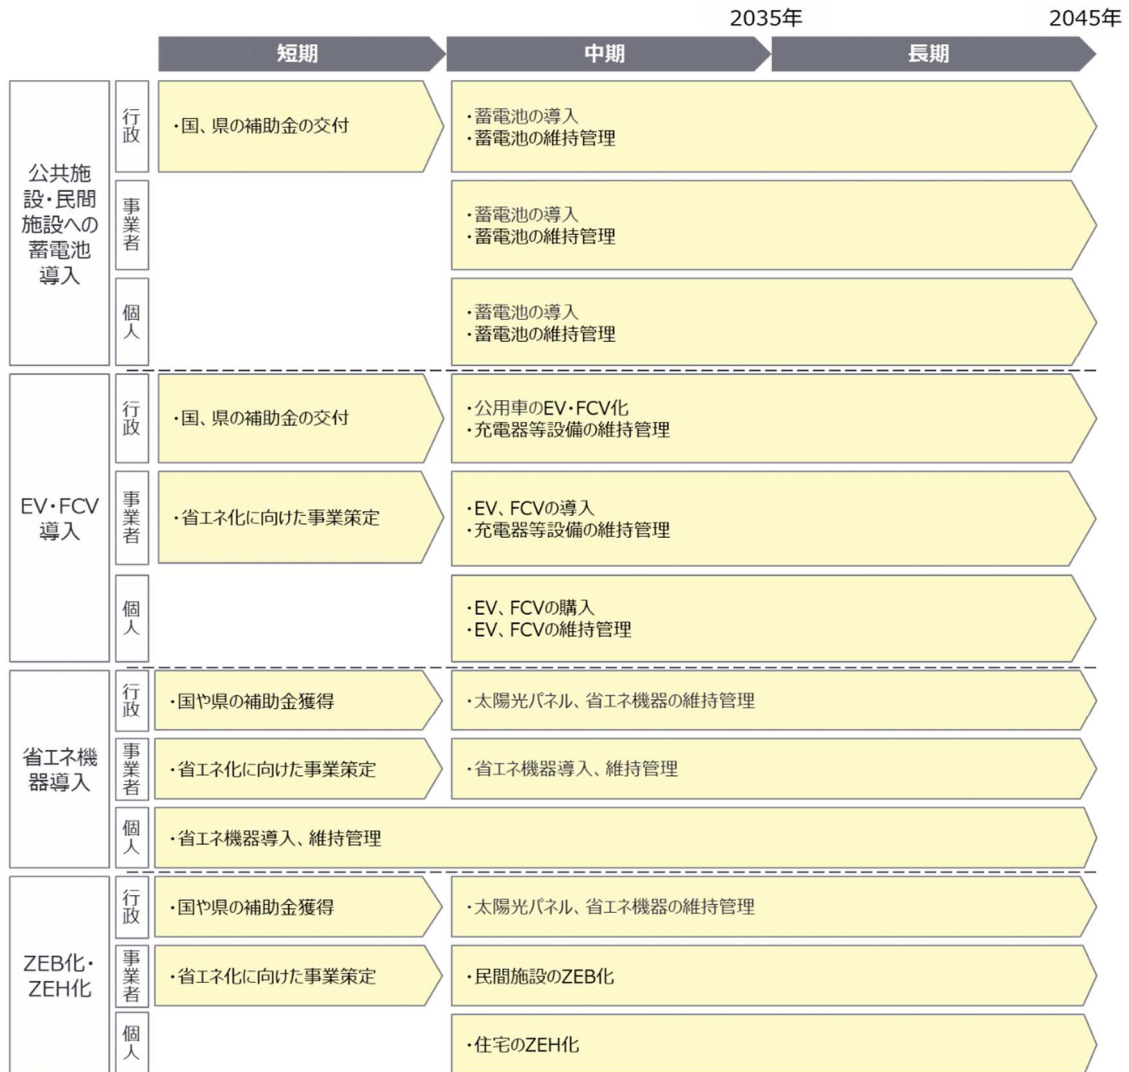 2035年
2045年
短期
中期
長期
公共施
設・民間
施設への
蓄電池
導入
行政
・国、県の補助金の交付
・蓄電池の導入
・蓄電池の維持管理
事業者
・蓄電池の導入
・蓄電池の維持管理
個人
・蓄電池の導入
・蓄電池の維持管理
EV・FCV
導入
行政
・国、県の補助金の交付
・公用車のEV・FCV化
・充電器等設備の維持管理
事業者
・省エネ化に向けた事業策定
・EV、FCVの導入
・充電器等設備の維持管理
個人
・EV、FCVの購入
・EV、FCVの維持管理
省エネ機
器導入
行政
・国や県の補助金獲得
・太陽光パネル、省エネ機器の維持管理
事業者
・省エネ化に向けた事業策定
・省エネ機器導入、維持管理
個人
・省エネ機器導入、維持管理
ZEB化・
ZEH化
行政
・国や県の補助金獲得
・太陽光パネル、省エネ機器の維持管理
事業者
・省エネ化に向けた事業策定
・民間施設のZEB化
個人
・住宅のZEH化